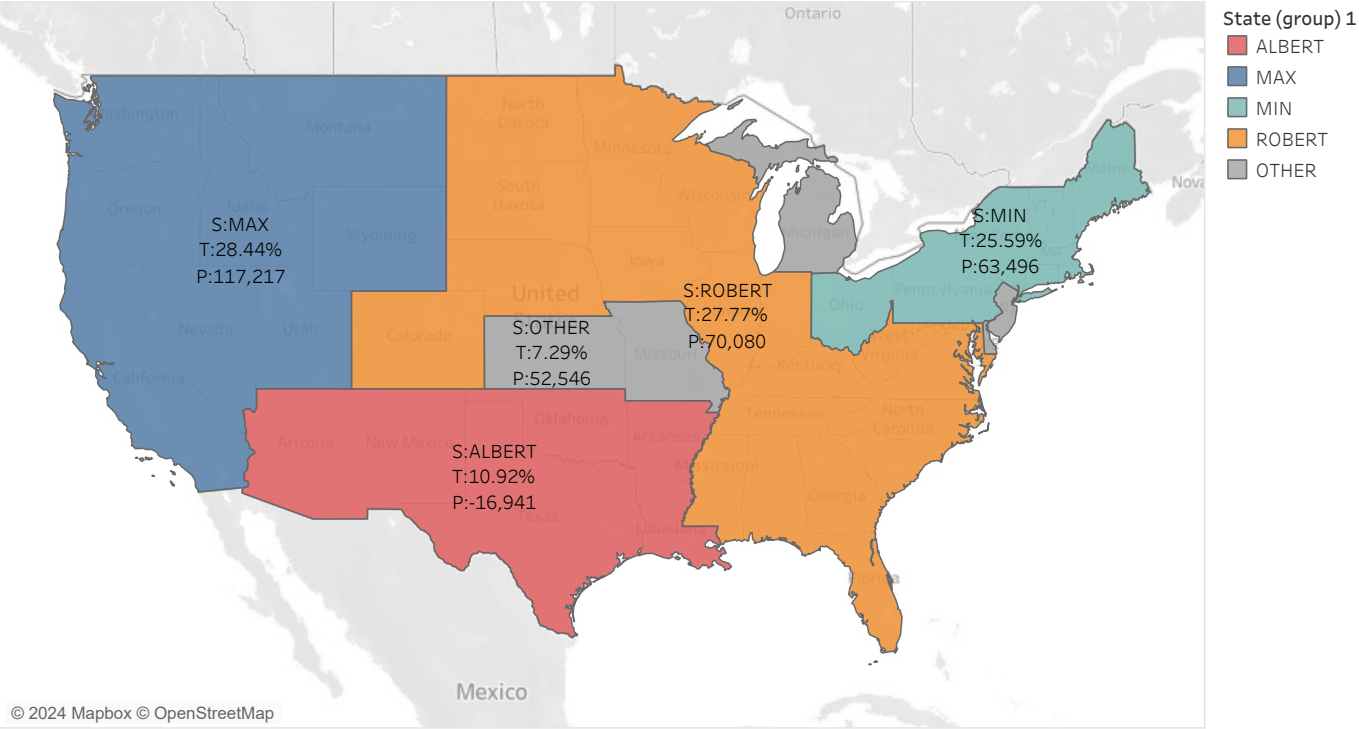 Ontario
Washington
Montana
North
Dakota
Minnesota
Oregon
Idaho
Wyoming
South
Dakota
Wisconsin
Michigan
Maine
Nova
VT
MA
S:MAX
T:28.44%
P:117,217
S:MIN
T:25.59%
P:63,496
Iowa
United
Nevada
Utah
Colorado
California
S:ROBERT
T:27.77%
P:70,080
Ohio
Pennsylvania
West
Virginia
S:OTHER
T:7.29%
P:52,546
Missouri
Kentucky
Tennessee
North
Carolina
Arizona
New Mexico
Oklahoma
Arkansas
Mississippi
Georgia
S:ALBERT
T:10.92%
P:-16,941
Texas
Louisiana
Florida
Mexico
© 2024 Mapbox © OpenStreetMap
State (group) 1
ALBERT
MAX
MIN
ROBERT
OTHER